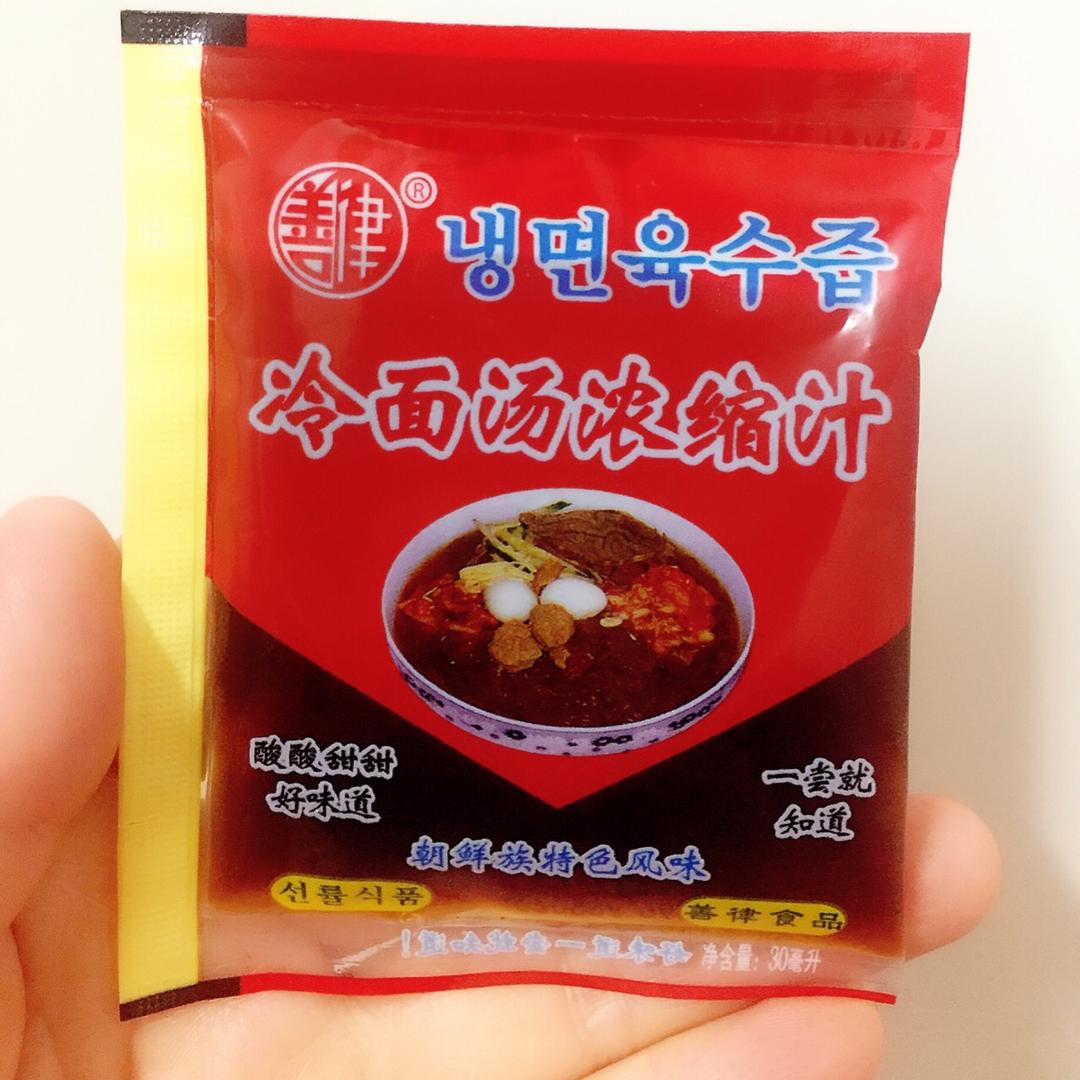 善律®
냉면육수즙
冷面汤浓缩汁
酸酸甜甜
好味道
一尝就
知道
朝鲜族特色风味
선률식품
善律食品
净含量：30毫升